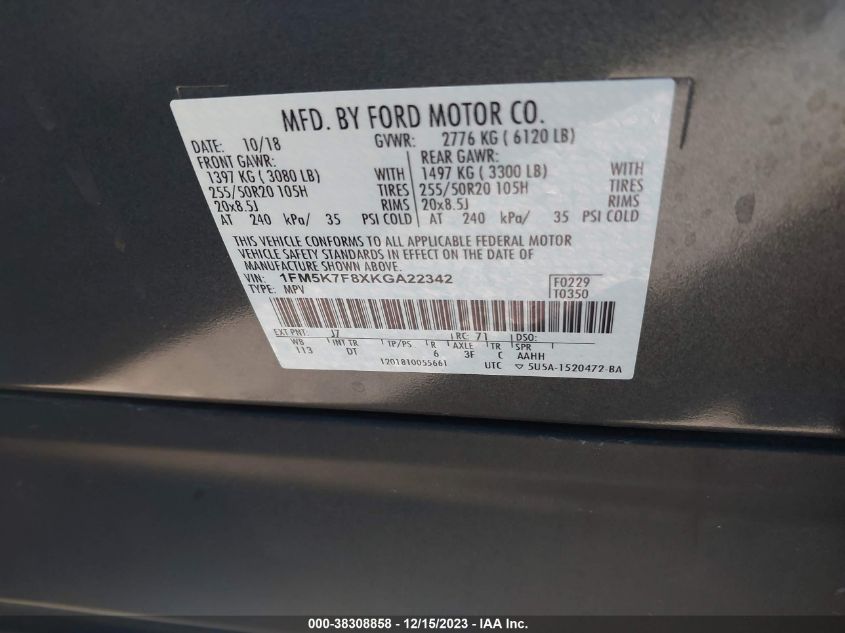 MFD. BY FORD MOTOR CO.
DATE: 10/18 GVWR: 2776 KG ( 6120 LB)
FRONT GAWR: REAR GAWR:
1397 KG ( 3080 LB) WITH 1497 KG ( 3300 LB) WITH
255/50R20 105H TIRES 255/50R20 105H TIRES
20x8.5J RIMS 20x8.5J RIMS
AT 240 kPa/ 35 PSI COLD AT 240 kPa/ 35 PSI COLD
THIS VEHICLE CONFORMS TO ALL APPLICABLE FEDERAL MOTOR
VEHICLE SAFETY STANDARDS IN EFFECT ON THE DATE OF
MANUFACTURE SHOWN ABOVE.
VIN: 1FM5K7F8XKGA22342 F0229
TYPE: MPV T0350
EXT PNT: J7 RC: 71 DSO:
WB INT TR TP/PS R AXLE TR SPR
113 DT 6 3F C AAHH
1201810055661 UTC ▽ 5U5A-1520472-BA
000-38308858 - 12/15/2023 - IAA Inc.